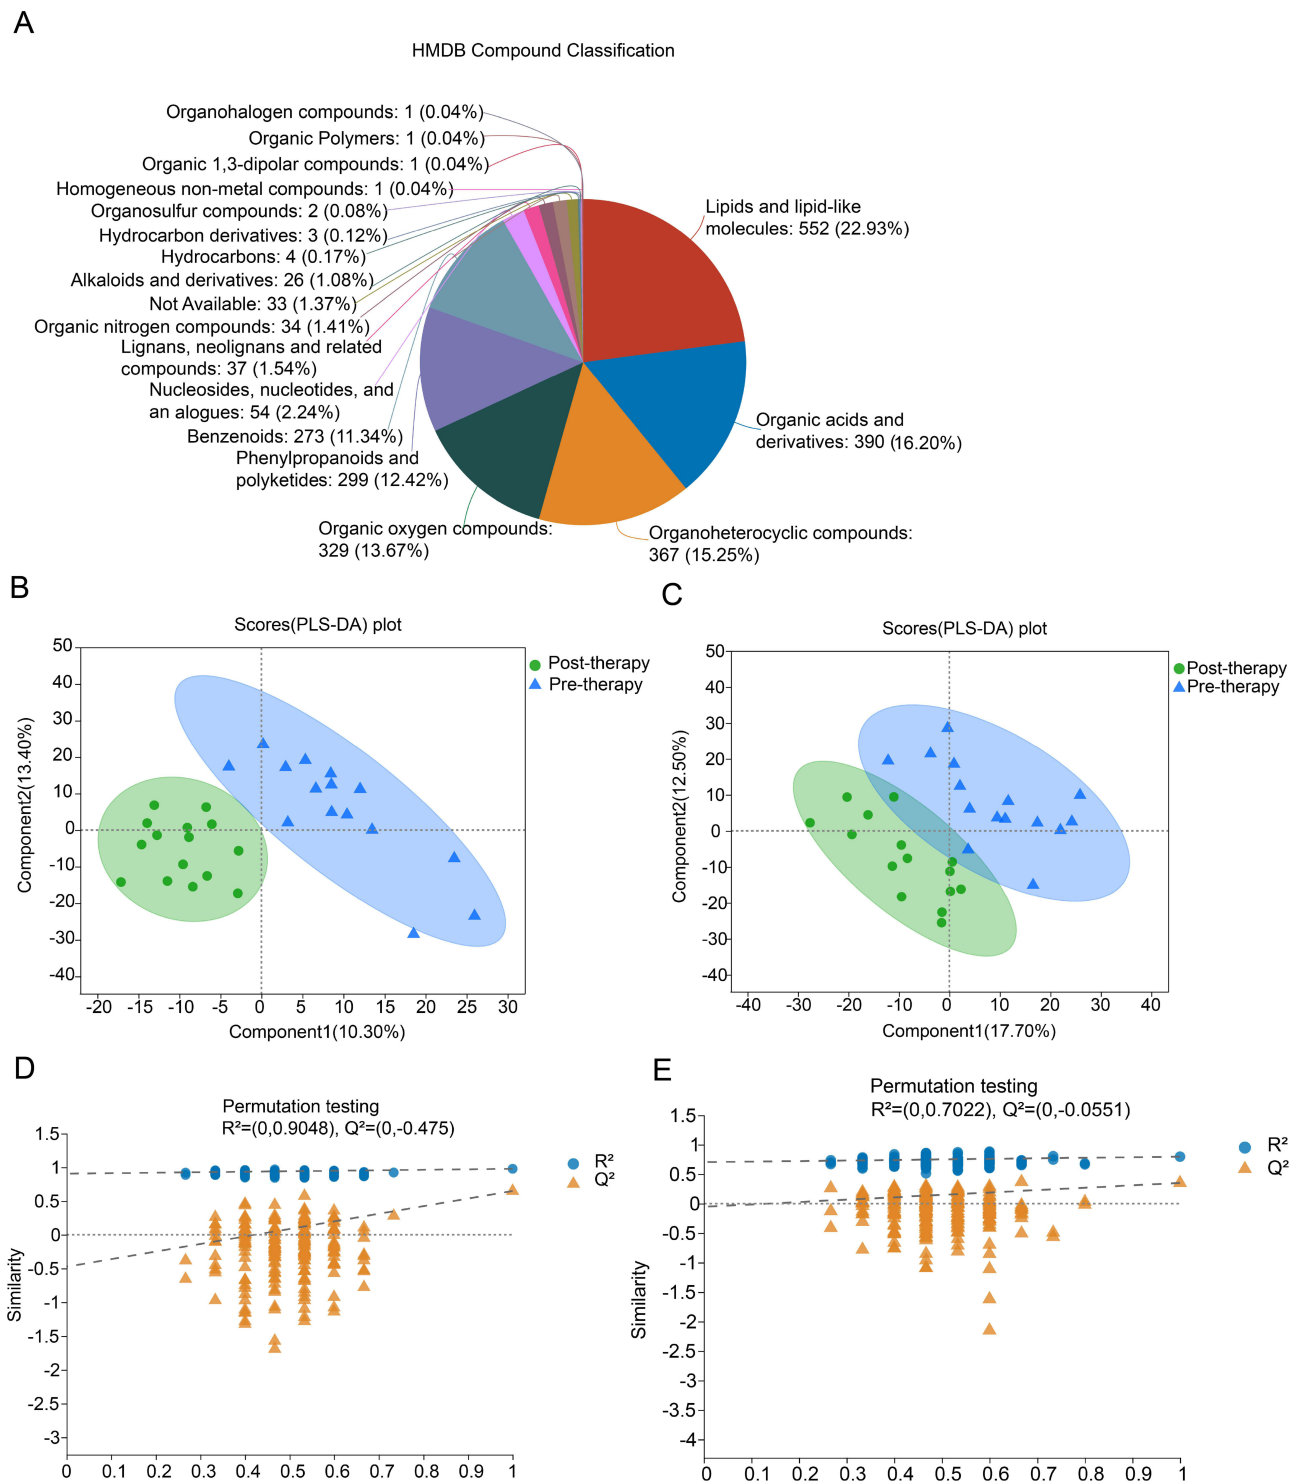 A
HMDB Compound Classification
Organohalogen compounds: 1 (0.04%)
Organic Polymers: 1 (0.04%)
Organic 1,3-dipolar compounds: 1 (0.04%)
Homogeneous non-metal compounds: 1 (0.04%)
Organosulfur compounds: 2 (0.08%)
Hydrocarbon derivatives: 3 (0.12%)
Hydrocarbons: 4 (0.17%)
Alkaloids and derivatives: 26 (1.08%)
Not Available: 33 (1.37%)
Organic nitrogen compounds: 34 (1.41%)
Lignans, neolignans and related
compounds: 37 (1.54%)
Nucleosides, nucleotides, and
an alogues: 54 (2.24%)
Benzenoids: 273 (11.34%)
Phenylpropanoids and
polyketides: 299 (12.42%)
Organic oxygen compounds:
329 (13.67%)
Lipids and lipid-like
molecules: 552 (22.93%)
Organic acids and
derivatives: 390 (16.20%)
Organoheterocyclic compounds:
367 (15.25%)
B
Scores(PLS-DA) plot
Post-therapy
Pre-therapy
Component2(13.40%)
50
40
30
20
10
0
-10
-20
-30
-40
-20 -15 -10 -5 0 5 10 15 20 25 30
Component1(10.30%)
C
Scores(PLS-DA) plot
Post-therapy
Pre-therapy
Component2(12.50%)
50
40
30
20
10
0
-10
-20
-30
-40
-40 -30 -20 -10 0 10 20 30 40
Component1(17.70%)
D
Permutation testing
R²=(0,0.9048), Q²=(0,-0.475)
R²
Q²
Similarity
1.5
1
0.5
0
-0.5
-1
-1.5
-2
-2.5
-3
0 0.1 0.2 0.3 0.4 0.5 0.6 0.7 0.8 0.9 1
E
Permutation testing
R²=(0,0.7022), Q²=(0,-0.0551)
R²
Q²
Similarity
1.5
1
0.5
0
-0.5
-1
-1.5
-2
-2.5
-3
-3.5
-4
0 0.1 0.2 0.3 0.4 0.5 0.6 0.7 0.8 0.9 1